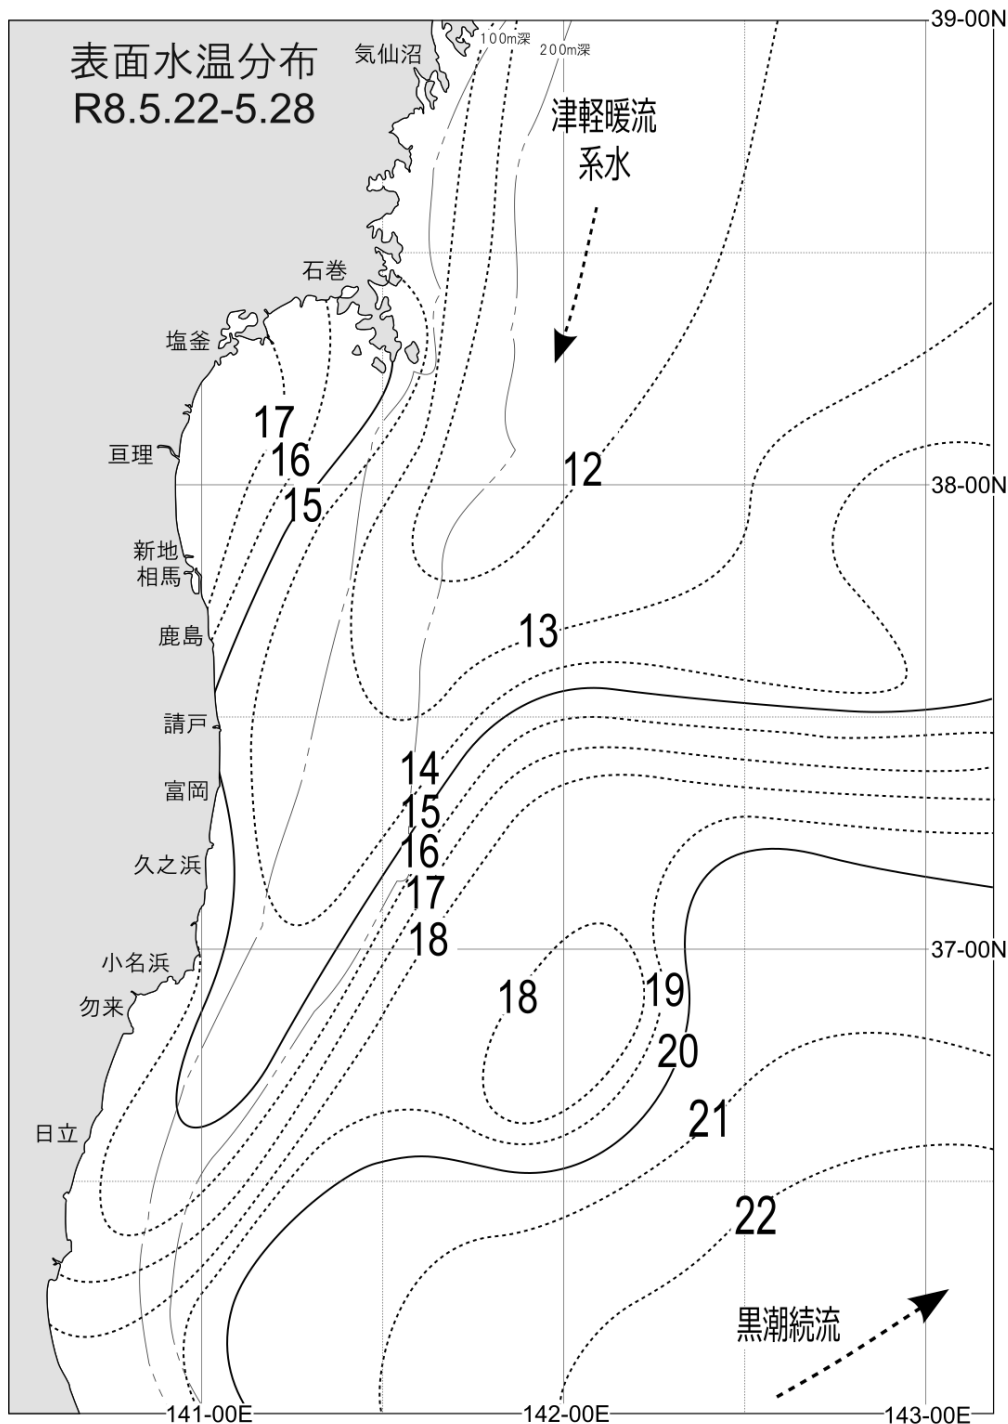 39-00N
100m深
200m深
表面水温分布
R8.5.22-5.28
気仙沼
津軽暖流
系水
石巻
塩釜
17
16
15
亘理
12
38-00N
新地
相馬
鹿島
13
請戸
14
15
16
17
18
富岡
久之浜
37-00N
小名浜
勿来
18
19
20
21
日立
22
黒潮続流
141-00E
142-00E
143-00E